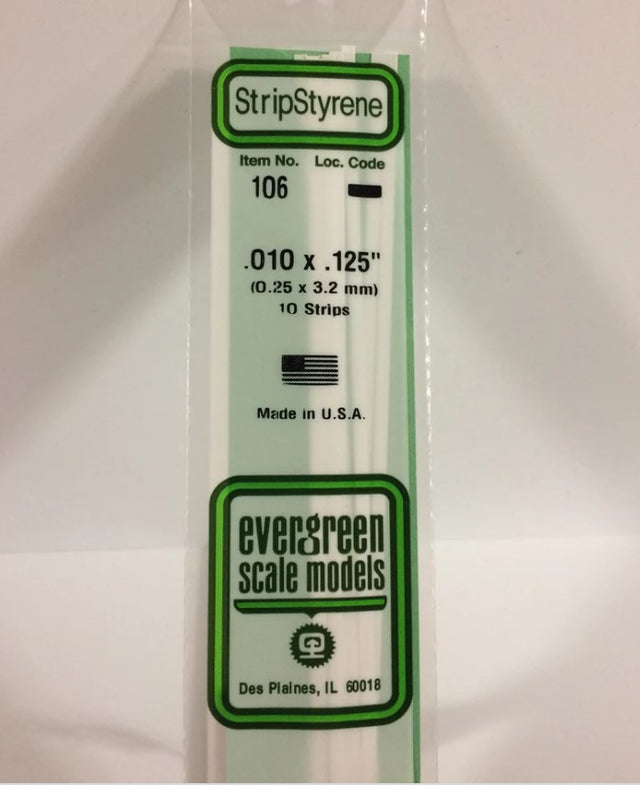 StripStyrene
Item No. Loc. Code
106
.010 x .125"
(0.25 x 3.2 mm)
10 Strips
Made in U.S.A.
evergreen
scale models
Des Plaines, IL 60018